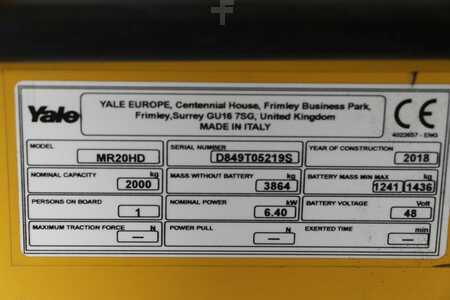 Yale
YALE EUROPE, Centennial House, Frimley Business Park,
Frimley,Surrey GU16 7SG, United Kingdom
MADE IN ITALY
CE
4023657 - ENG
MODEL
MR20HD
SERIAL NUMBER
D849T05219S
YEAR OF CONSTRUCTION
2018
NOMINAL CAPACITY
kg
2000
MASS WITHOUT BATTERY
kg
3864
BATTERY MASS MIN MAX
kg
1241 1436
PERSONS ON BOARD
1
NOMINAL POWER
kW
6.40
BATTERY VOLTAGE
Volt
48
MAXIMUM TRACTION FORCE
N
—
POWER PULL
N
—
EXERTED TIME
min
—